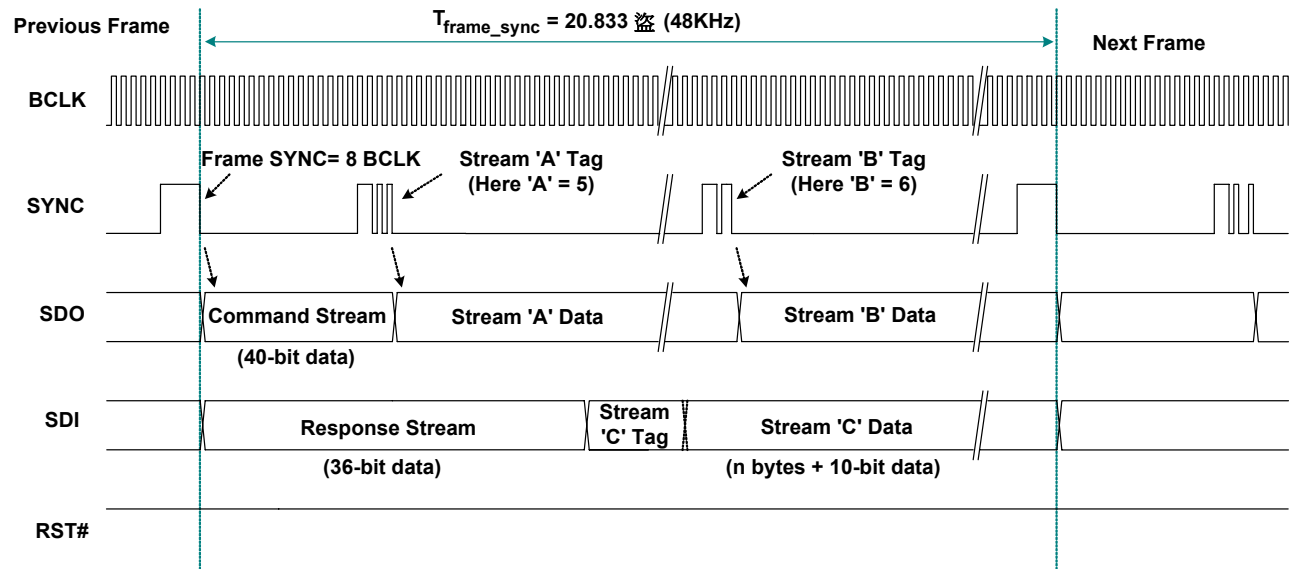 T_frame_sync = 20.833 盜 (48KHz)
Previous Frame
Next Frame
BCLK
Frame SYNC= 8 BCLK
Stream 'A' Tag
(Here 'A' = 5)
Stream 'B' Tag
(Here 'B' = 6)
SYNC
SDO
Command Stream
Stream 'A' Data
Stream 'B' Data
(40-bit data)
SDI
Response Stream
Stream
'C' Tag
Stream 'C' Data
(36-bit data)
(n bytes + 10-bit data)
RST#